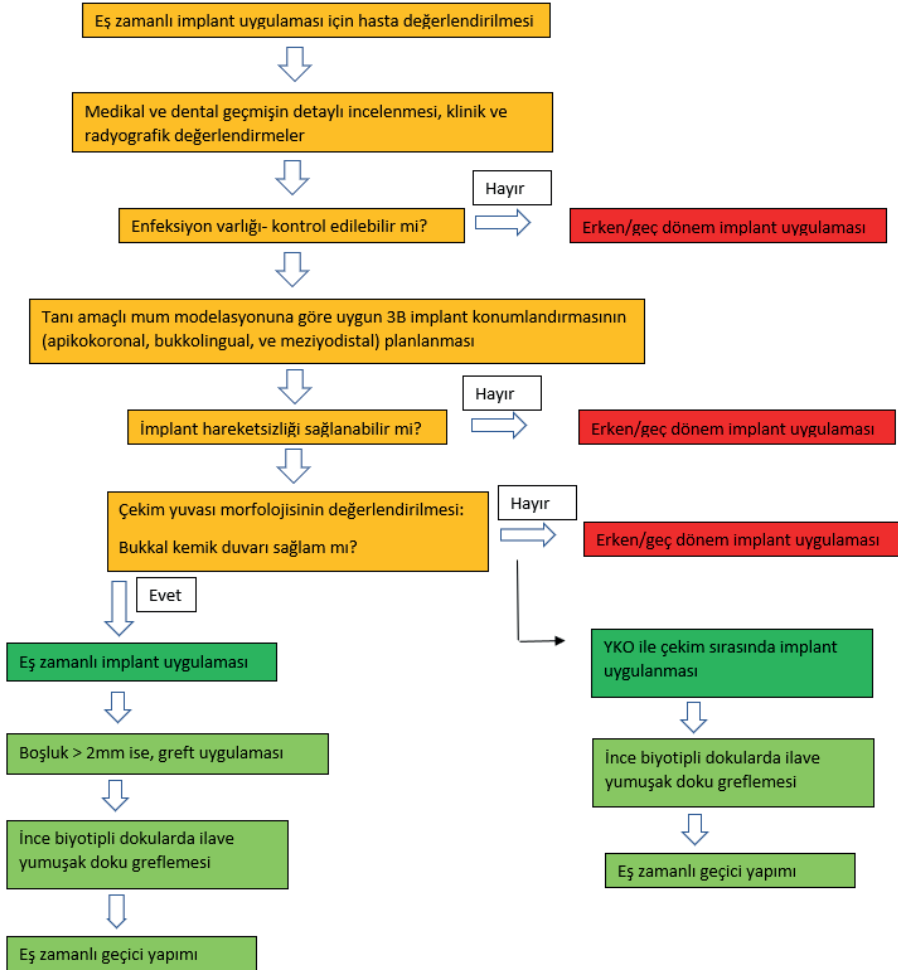 Eş zamanlı implant uygulaması için hasta değerlendirilmesi
Medikal ve dental geçmişin detaylı incelenmesi, klinik ve
radyografik değerlendirmeler
Hayır
Enfeksiyon varlığı- kontrol edilebilir mi?
Erken/geç dönem implant uygulaması
Tanı amaçlı mum modelasyonuna göre uygun 3B implant konumlandırmasının
(apikokoronal, bukkolingual, ve meziyodistal) planlanması
Hayır
İmplant hareketsizliği sağlanabilir mi?
Erken/geç dönem implant uygulaması
Çekim yuvası morfolojisinin değerlendirilmesi:
Bukkal kemik duvarı sağlam mı?
Hayır
Erken/geç dönem implant uygulaması
Evet
Eş zamanlı implant uygulaması
YKO ile çekim sırasında implant
uygulanması
Boşluk > 2mm ise, greft uygulaması
İnce biyotipli dokularda ilave
yumuşak doku greflemesi
İnce biyotipli dokularda ilave
yumuşak doku greflemesi
Eş zamanlı geçici yapımı
Eş zamanlı geçici yapımı